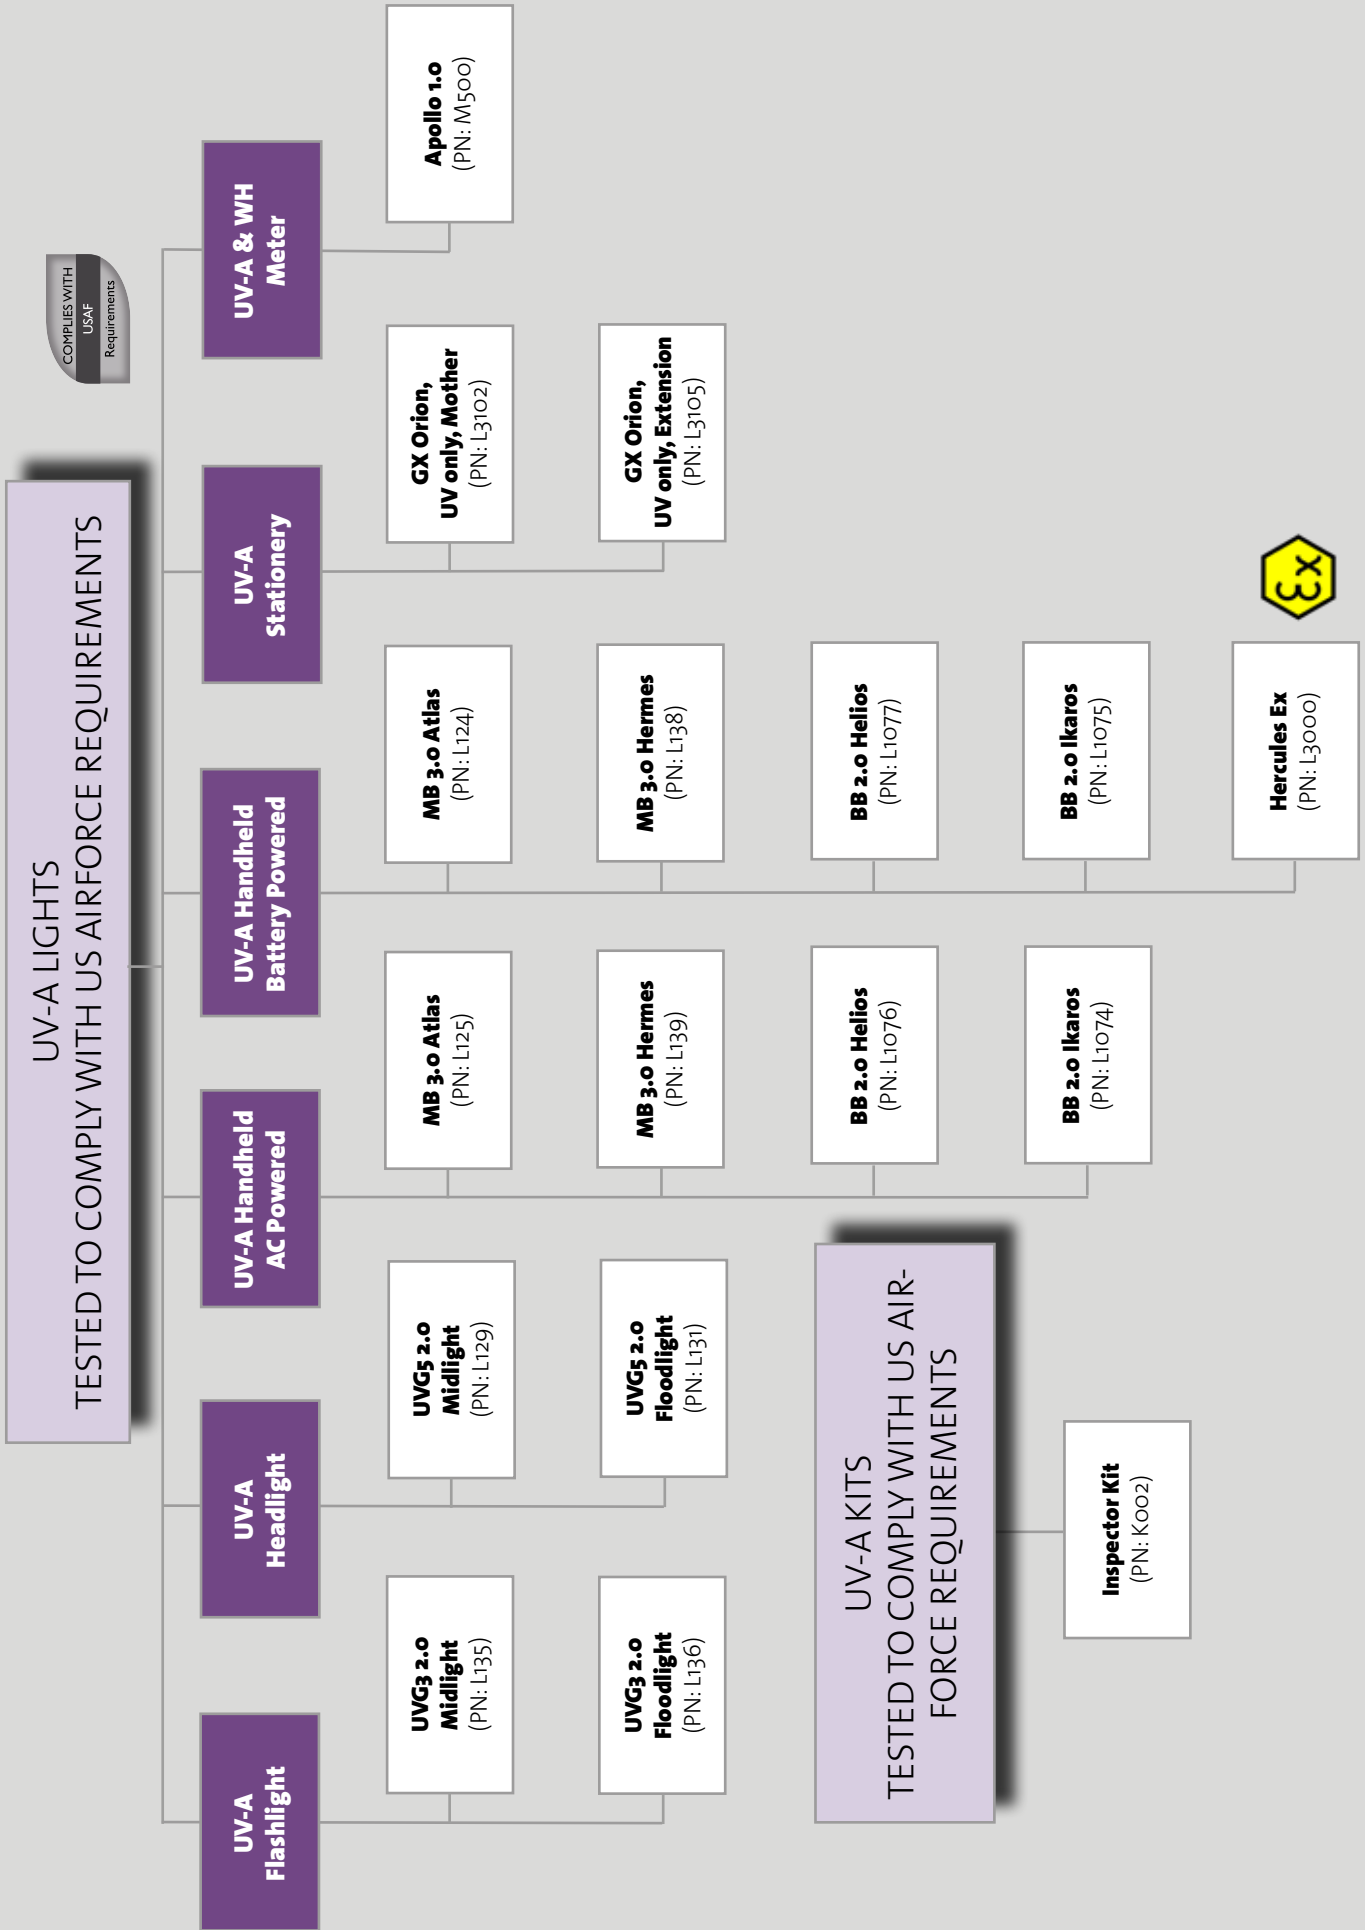 UV-A LIGHTS
TESTED TO COMPLY WITH US AIRFORCE REQUIREMENTS
COMPLIES WITH
USAF
Requirements
UV-A
Flashlight
UVG3 2.0
Midlight
(PN: L135)
UVG3 2.0
Floodlight
(PN: L136)
UV-A
Headlight
UVG5 2.0
Midlight
(PN: L129)
UVG5 2.0
Floodlight
(PN: L131)
UV-A Handheld
AC Powered
MB 3.0 Atlas
(PN: L125)
MB 3.0 Hermes
(PN: L139)
BB 2.0 Helios
(PN: L1076)
BB 2.0 Ikaros
(PN: L1074)
UV-A Handheld
Battery Powered
MB 3.0 Atlas
(PN: L124)
MB 3.0 Hermes
(PN: L138)
BB 2.0 Helios
(PN: L1077)
BB 2.0 Ikaros
(PN: L1075)
Hercules Ex
(PN: L3000)
εx
UV-A
Stationery
GX Orion,
UV only, Mother
(PN: L3102)
GX Orion,
UV only, Extension
(PN: L3105)
UV-A & WH
Meter
Apollo 1.0
(PN: M500)
UV-A KITS
TESTED TO COMPLY WITH US AIR-
FORCE REQUIREMENTS
Inspector Kit
(PN: K002)